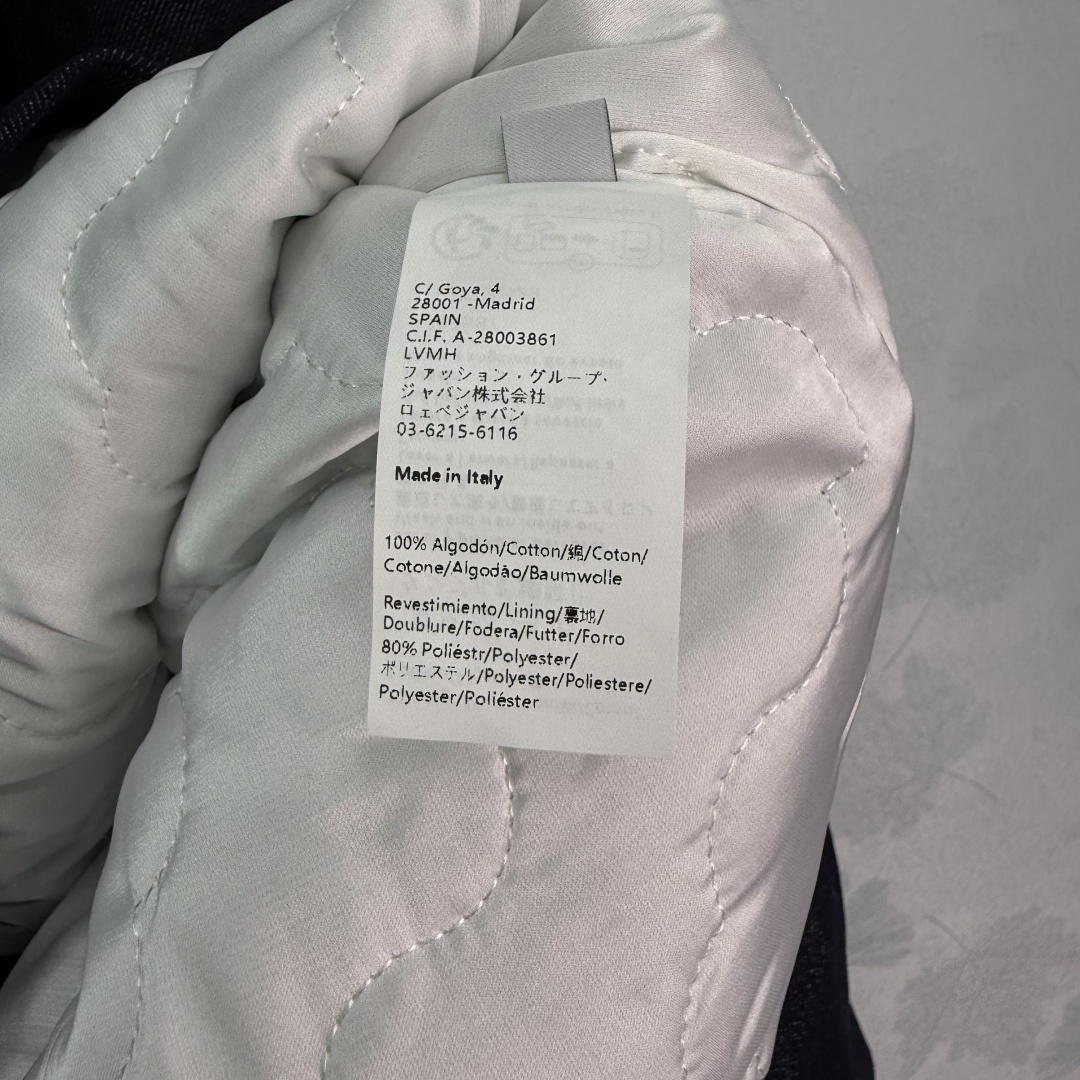 C/ Goya, 4
28001 -Madrid
SPAIN
C.I.F. A-28003861
LVMH
ファッション・グループ・
ジャパン株式会社
ロエベジャパン
03-6215-6116
Made in Italy
100% Algodón/Cotton/綿/Coton/
Cotone/Algodão/Baumwolle
Revestimiento/Lining/裏地/
Doublure/Fodera/Futter/Forro
80% Poliéstr/Polyester/
ポリエステル/Polyester/Poliestere/
Polyester/Poliéster